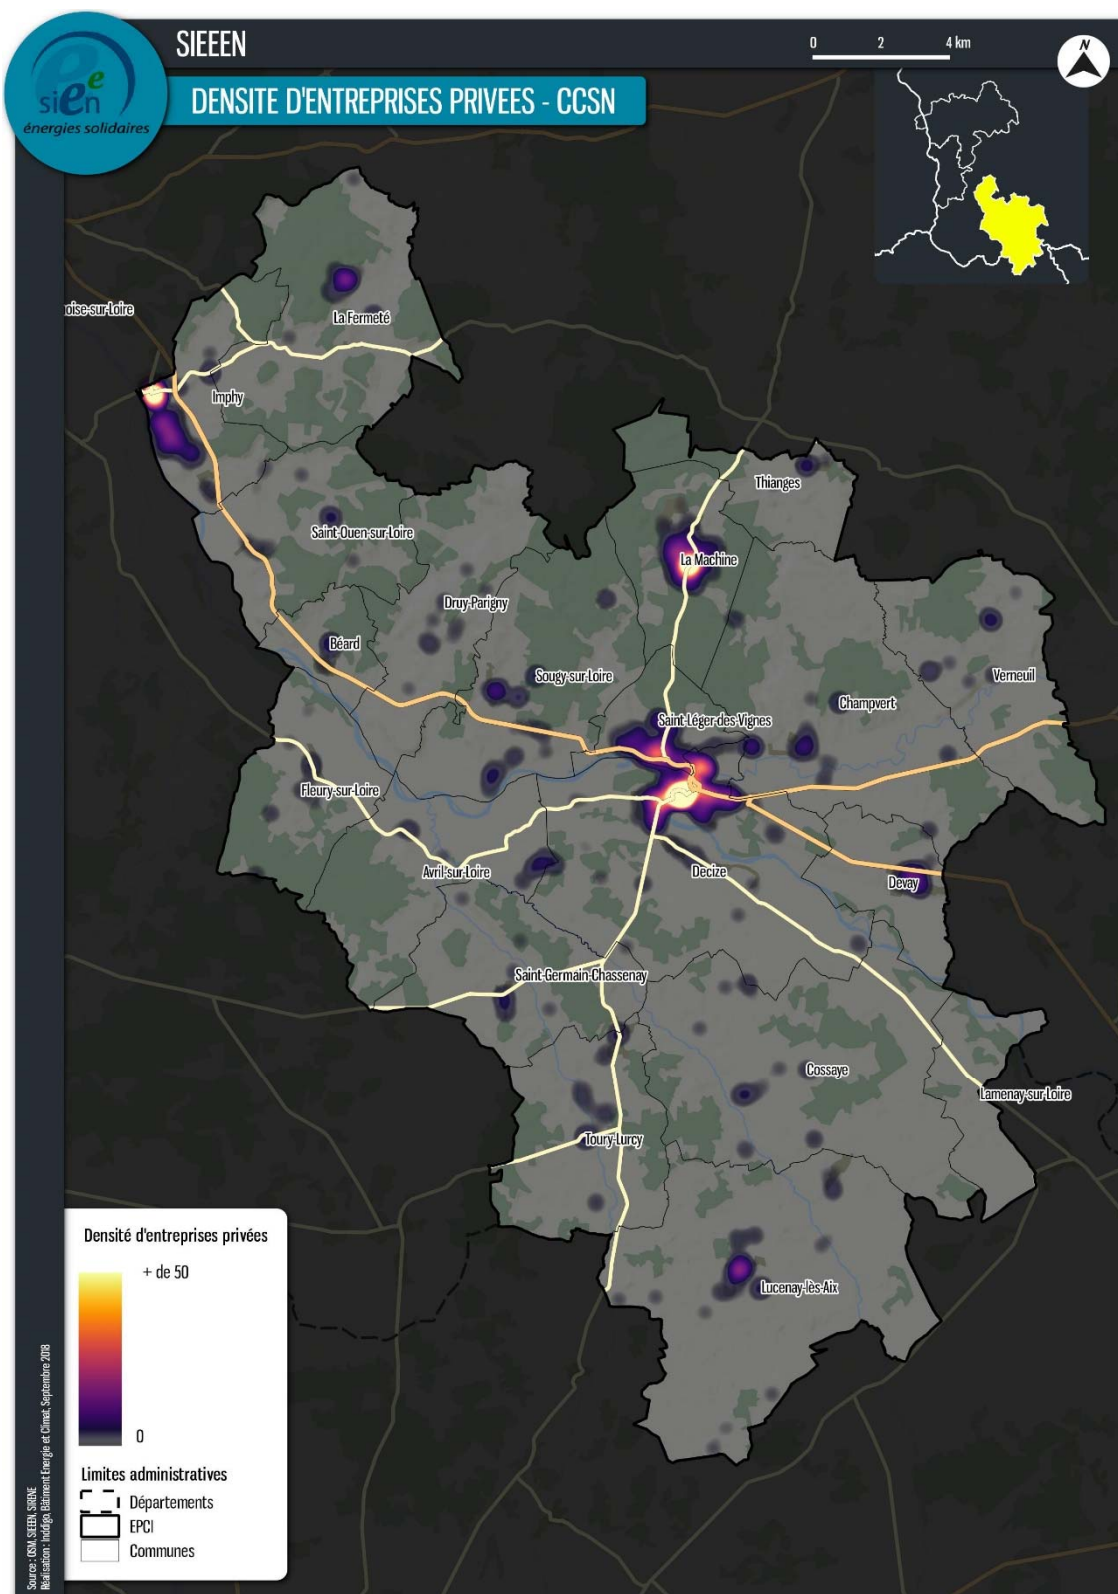 SIEEEN
0 2 4 km
N
sieen
e
énergies solidaires
DENSITE D'ENTREPRISES PRIVEES - CCSN
oise-sur-Loire
La Fermeté
Imphy
Thianges
Saint-Ouen-sur-Loire
La Machine
Druy-Parigny
Béard
Sougy-sur-Loire
Verneuil
Champvert
Saint-Léger-des-Vignes
Fleury-sur-Loire
Avril-sur-Loire
Decize
Devay
Saint-Germain-Chassenay
Cossaye
Lamenay-sur-Loire
Toury-Lurcy
Lucenay-lès-Aix
Densité d'entreprises privées
+ de 50
0
Limites administratives
Départements
EPCI
Communes
Source : OSM, SIEEEN, SIRENE
Réalisation : Inddigo, Bâtiment Energie et Climat, Septembre 2018